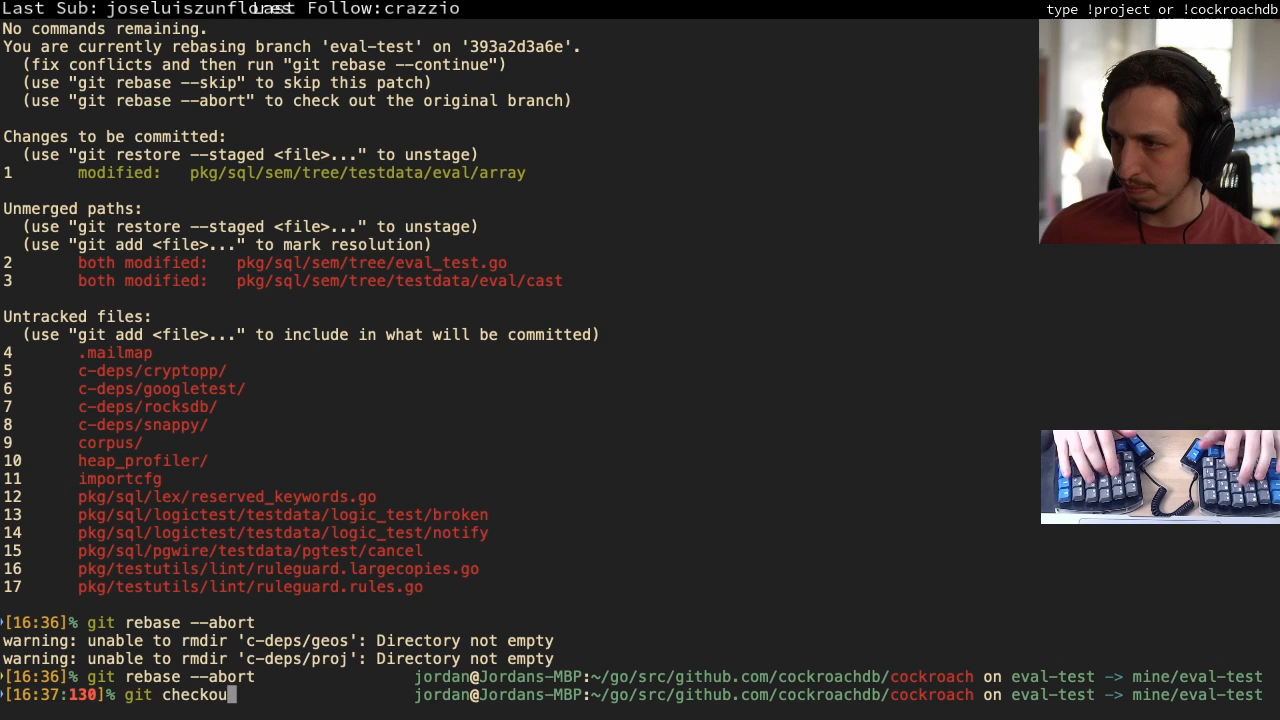 Last Sub: joseluiszunflores Last Follow:crazzio type !project or !cockroachdb
No commands remaining.
You are currently rebasing branch 'eval-test' on '393a2d3a6e'.
(fix conflicts and then run "git rebase --continue")
(use "git rebase --skip" to skip this patch)
(use "git rebase --abort" to check out the original branch)
Changes to be committed:
(use "git restore --staged <file>..." to unstage)
1 modified: pkg/sql/sem/tree/testdata/eval/array
Unmerged paths:
(use "git restore --staged <file>..." to unstage)
(use "git add <file>..." to mark resolution)
2 both modified: pkg/sql/sem/tree/eval_test.go
3 both modified: pkg/sql/sem/tree/testdata/eval/cast
Untracked files:
(use "git add <file>..." to include in what will be committed)
4 .mailmap
5 c-deps/cryptopp/
6 c-deps/googletest/
7 c-deps/rocksdb/
8 c-deps/snappy/
9 corpus/
10 heap_profiler/
11 importcfg
12 pkg/sql/lex/reserved_keywords.go
13 pkg/sql/logictest/testdata/logic_test/broken
14 pkg/sql/logictest/testdata/logic_test/notify
15 pkg/sql/pgwire/testdata/pgtest/cancel
16 pkg/testutils/lint/ruleguard.largecopies.go
17 pkg/testutils/lint/ruleguard.rules.go
[16:36]% git rebase --abort
warning: unable to rmdir 'c-deps/geos': Directory not empty
warning: unable to rmdir 'c-deps/proj': Directory not empty
[16:36]% git rebase --abort jordan@Jordans-MBP:~/go/src/github.com/cockroachdb/cockroach on eval-test -> mine/eval-test
[16:37:130]% git checkou jordan@Jordans-MBP:~/go/src/github.com/cockroachdb/cockroach on eval-test -> mine/eval-test